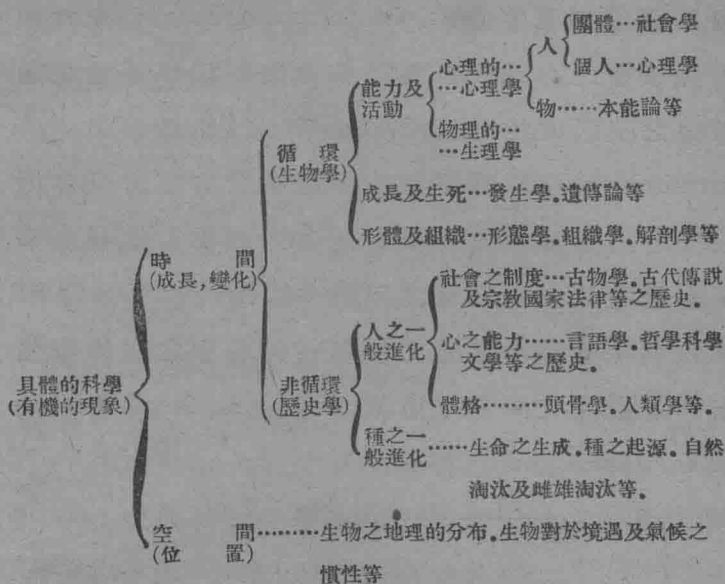 團體…社會學
人
個人…心理學
心理的…
…心理學
物……本能論等
能力及
活動
物理的…
…生理學
循環
(生物學)
成長及生死…發生學.遺傳論等
形體及組織…形態學.組織學.解剖學等
時間
(成長,變化)
社會之制度…古物學.古代傳說
及宗教國家法律等之歷史.
人之一
般進化
心之能力……言語學.哲學科學
文學等之歷史.
非循環
(歷史學)
體格………頭骨學.人類學等.
種之一
般進化……生命之生成.種之起源.自然
淘汰及雌雄淘汰等.
具體的科學
(有機的現象)
空間………生物之地理的分布.生物對於境遇及氣候之
(位置)
慣性等